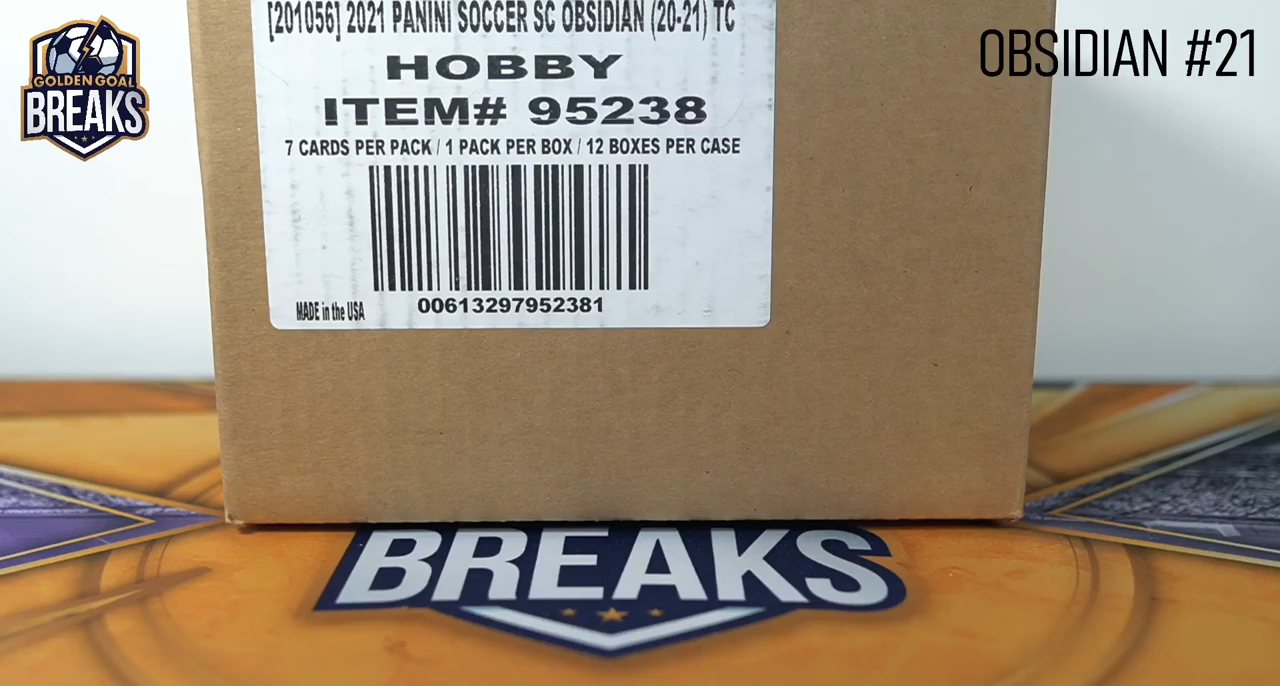 GOLDEN GOAL
BREAKS
OBSIDIAN #21
[201056] 2021 PANINI SOCCER SC OBSIDIAN (20-21) TC
HOBBY
ITEM# 95238
7 CARDS PER PACK / 1 PACK PER BOX / 12 BOXES PER CASE
MADE in the USA
00613297952381
BREAKS